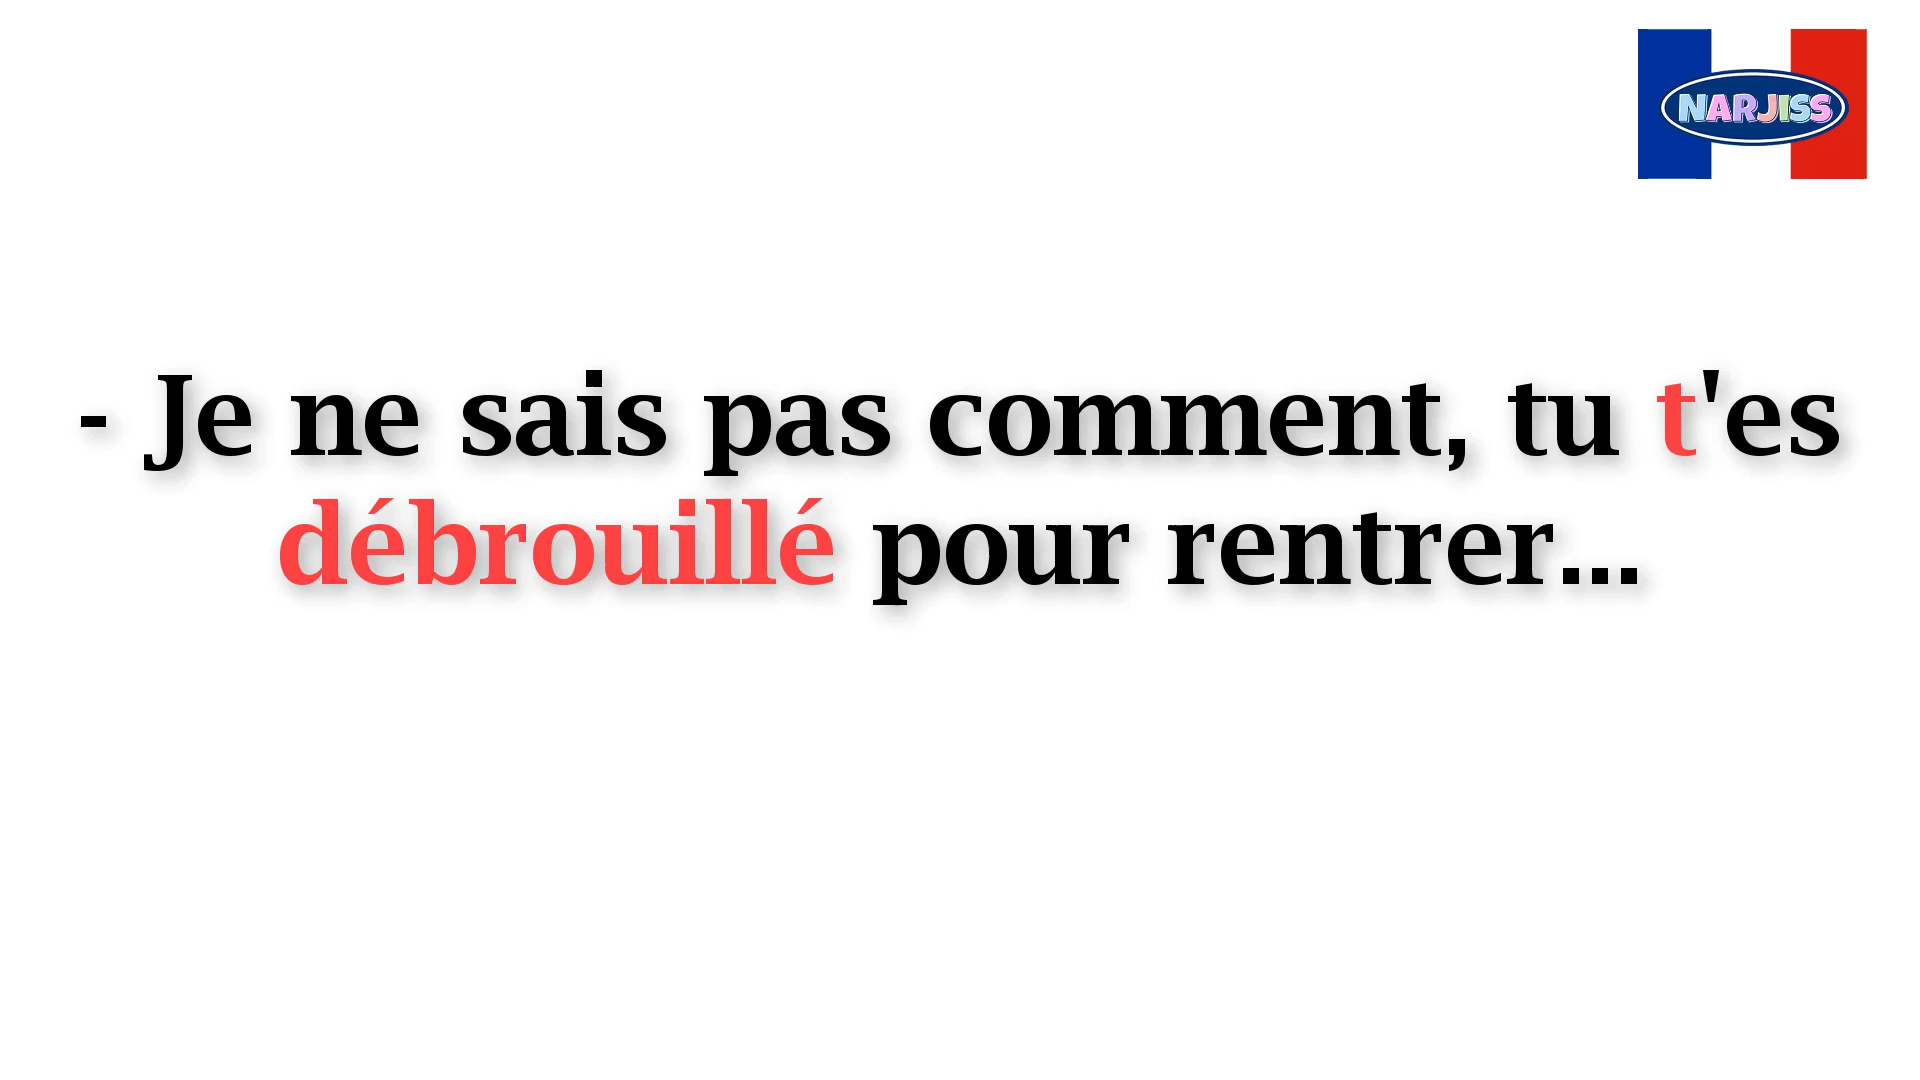 NARJISS
- Je ne sais pas comment, tu t'es
débrouillé pour rentrer...